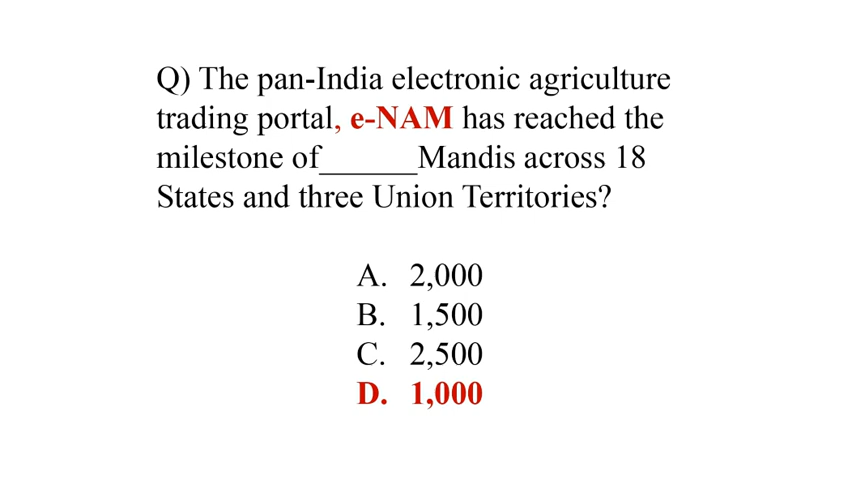 Q) The pan-India electronic agriculture
trading portal, e-NAM has reached the
milestone of______Mandis across 18
States and three Union Territories?
A. 2,000
B. 1,500
C. 2,500
D. 1,000